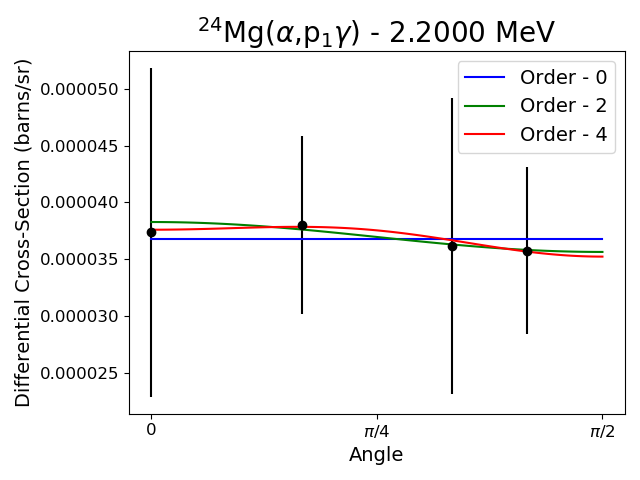 ²⁴Mg(α,p₁γ) - 2.2000 MeV
Differential Cross-Section (barns/sr)
0.000050
0.000045
0.000040
0.000035
0.000030
0.000025
Order - 0
Order - 2
Order - 4
0
π/4
π/2
Angle